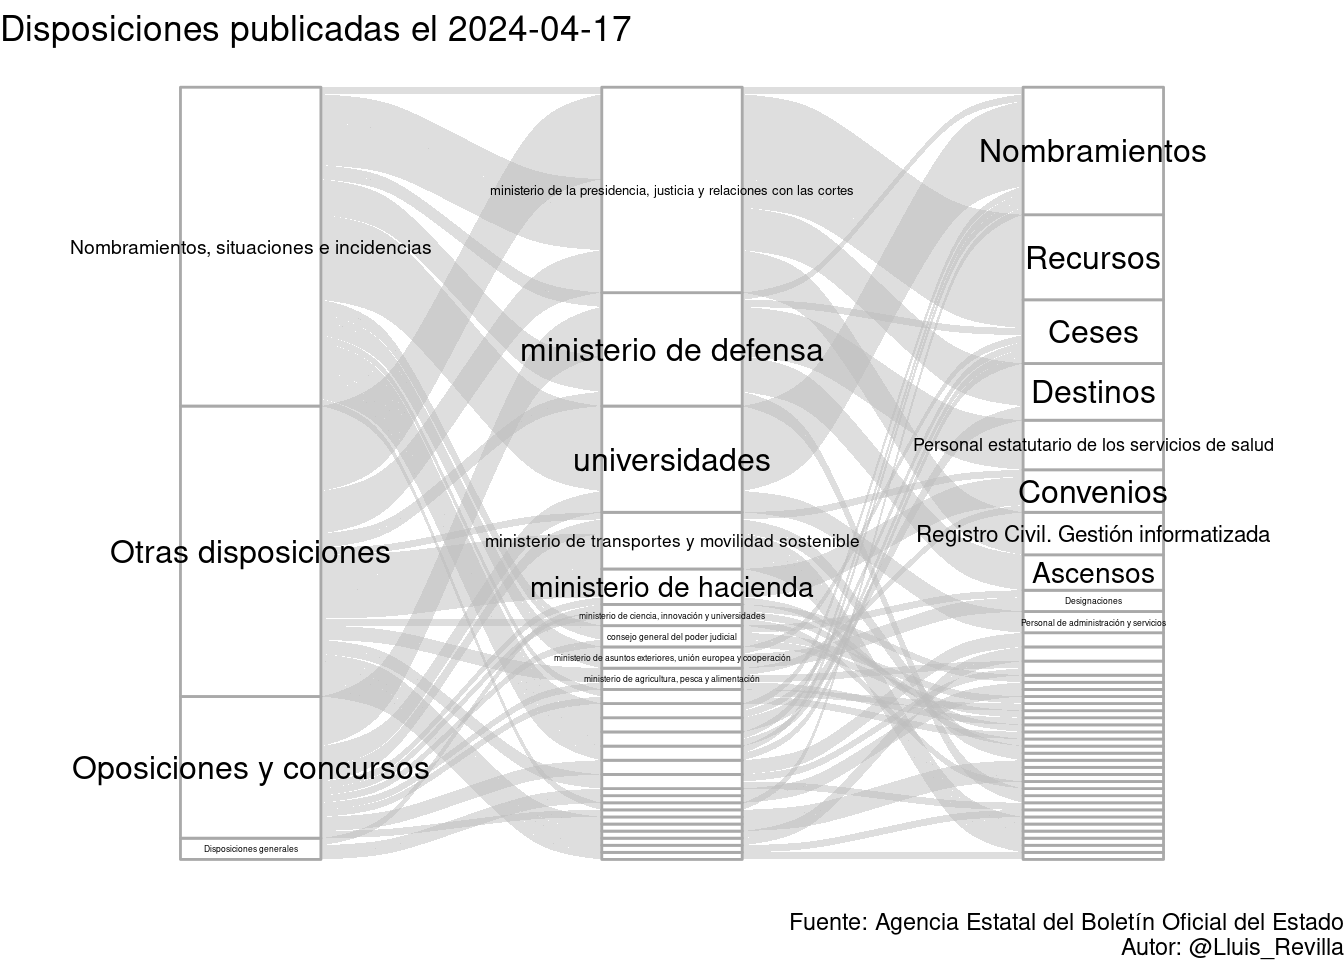 Disposiciones publicadas el 2024-04-17
Nombramientos, situaciones e incidencias
Otras disposiciones
Oposiciones y concursos
Disposiciones generales
ministerio de la presidencia, justicia y relaciones con las cortes
ministerio de defensa
universidades
ministerio de transportes y movilidad sostenible
ministerio de hacienda
ministerio de ciencia, innovación y universidades
consejo general del poder judicial
ministerio de asuntos exteriores, unión europea y cooperación
ministerio de agricultura, pesca y alimentación
Nombramientos
Recursos
Ceses
Destinos
Personal estatutario de los servicios de salud
Convenios
Registro Civil. Gestión informatizada
Ascensos
Designaciones
Personal de administración y servicios
Fuente: Agencia Estatal del Boletín Oficial del Estado
Autor: @Lluis_Revilla